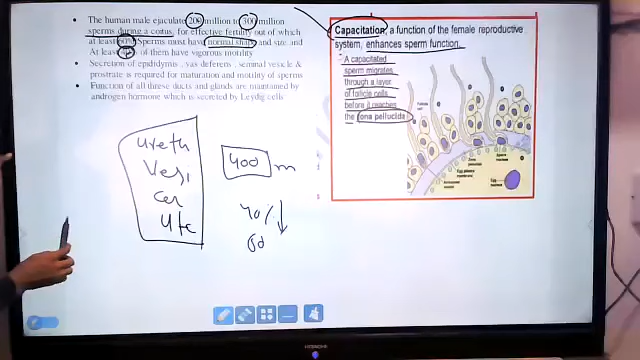 The human male ejaculate 200 million to 300 million
sperms during a coitus, for effective fertility out of which
at least 60% Sperms must have normal shape and size and
At least 40% of them have vigorous motility
Secretion of epididymis, vas deferens, seminal vesicle &
prostrate is required for maturation and motility of sperms
Function of all these ducts and glands are maintained by
androgen hormone which is secreted by Leydig cells
Capacitation, a function of the female reproductive
system, enhances sperm function.
A capacitated
sperm migrates
through a layer
of follicle cells
before it reaches
the zona pellucida
ureth
Vesi
Cer
400 m
40%